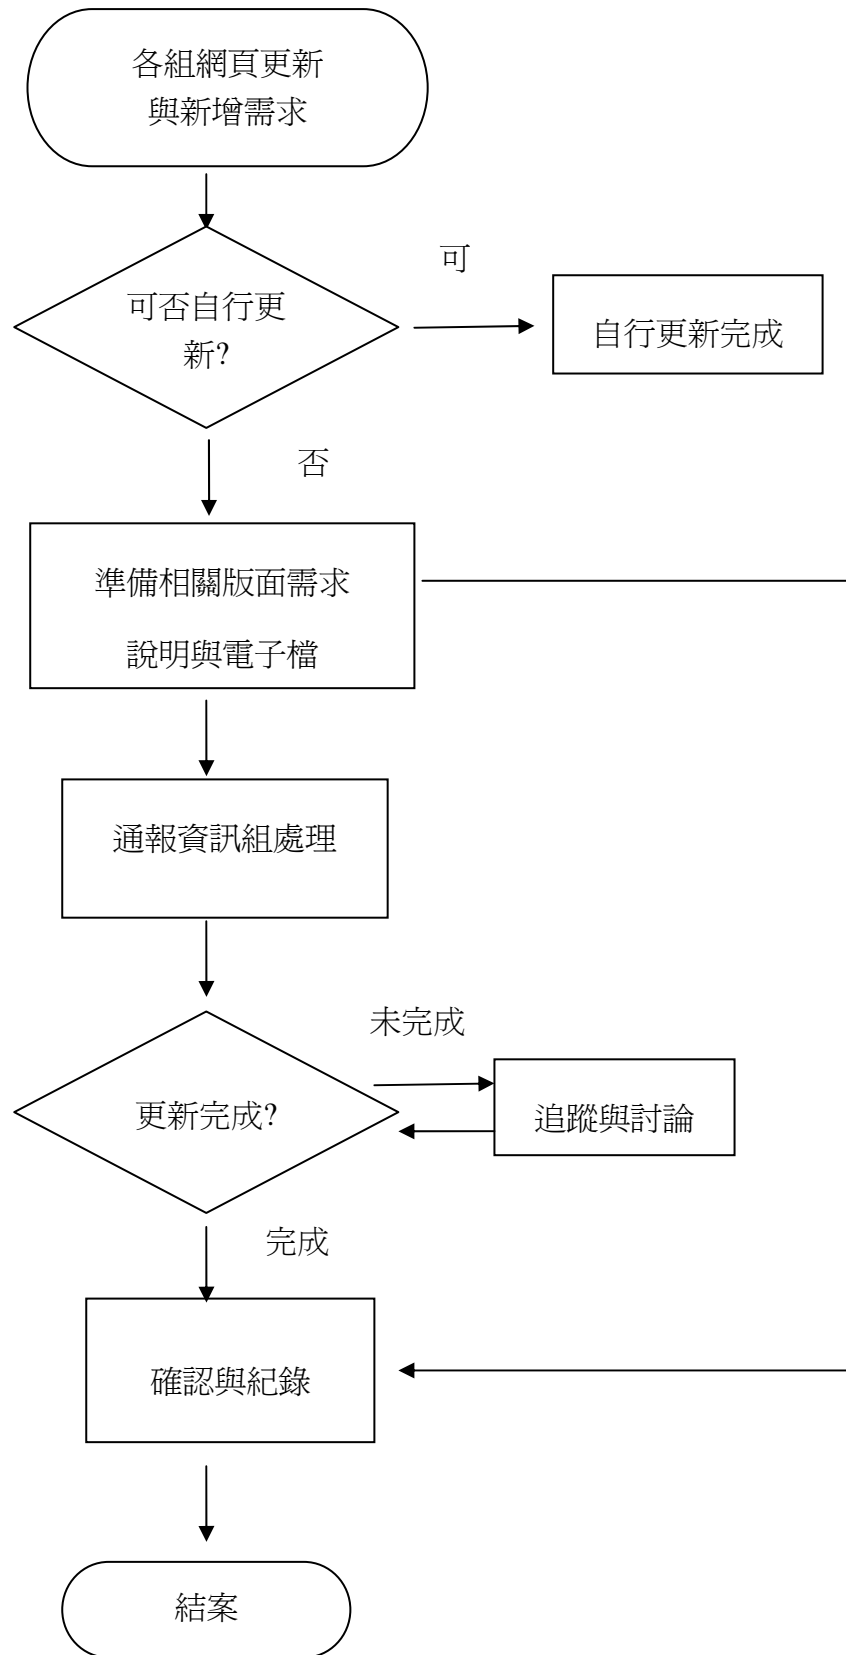 各組網頁更新
與新增需求
可
可否自行更
新?
自行更新完成
否
準備相關版面需求
說明與電子檔
通報資訊組處理
未完成
更新完成?
追蹤與討論
完成
確認與紀錄
結案